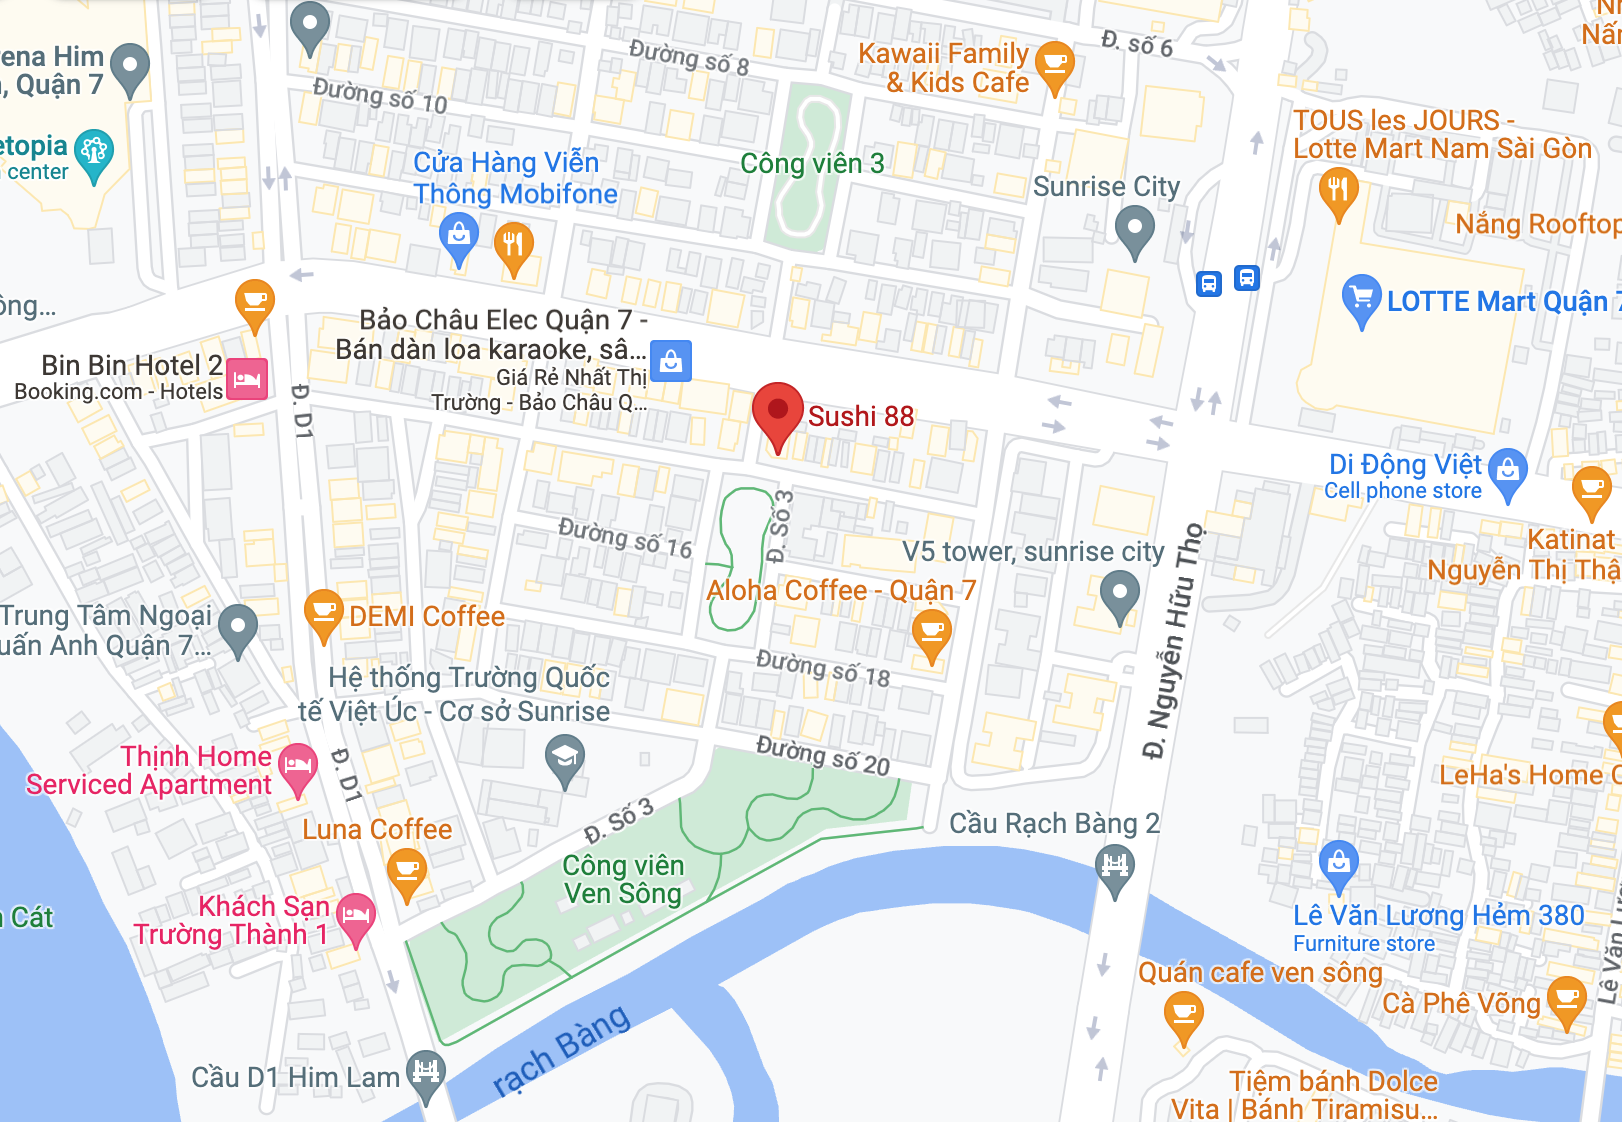 Đường số 8
Đ. số 6
Kawaii Family
& Kids Cafe
Him
Quận 7
Đường số 10
TOUS les JOURS -
Lotte Mart Nam Sài Gòn
center
Cửa Hàng Viễn
Thông Mobifone
Công viên 3
Sunrise City
Nắng Rooftop
LOTTE Mart Quận 7
Bảo Châu Elec Quận 7 -
Bán dàn loa karaoke, sâ...
Giá Rẻ Nhất Thị
Trường - Bảo Châu Q...
Bin Bin Hotel 2
Booking.com - Hotels
Đ. D1
Sushi 88
Di Động Việt
Cell phone store
Đường số 16
Đ. Số 3
V5 tower, sunrise city
Đ. Nguyễn Hữu Thọ
Katinat
Nguyễn Thị
Aloha Coffee - Quận 7
DEMI Coffee
Trung Tâm Ngoại
Anh Quận 7...
Hệ thống Trường Quốc
tế Việt Úc - Cơ sở Sunrise
Đường số 18
Đường số 20
Thịnh Home
Serviced Apartment
Đ. D1
LeHa's Home
Luna Coffee
Đ. Số 3
Cầu Rạch Bàng 2
Công viên
Ven Sông
Khách Sạn
Trường Thành 1
Cát
Lê Văn Lương Hẻm 380
Furniture store
Lê Văn
Quán cafe ven sông
Cà Phê Võng
rạch Bàng
Cầu D1 Him Lam
Tiệm bánh Dolce
Vita | Bánh Tiramisu...